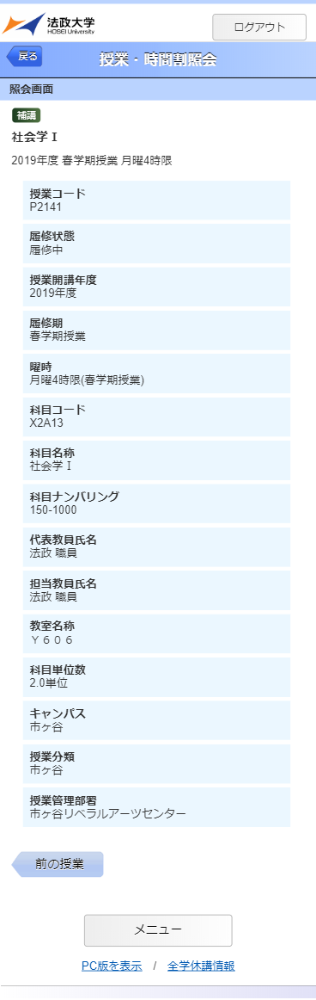 法政大学
HOSEI University
ログアウト
戻る
授業・時間割照会
照会画面
補講
社会学Ⅰ
2019年度 春学期授業 月曜4時限
授業コード
P2141
履修状態
履修中
授業開講年度
2019年度
履修期
春学期授業
曜時
月曜4時限(春学期授業)
科目コード
X2A13
科目名称
社会学Ⅰ
科目ナンバリング
150-1000
代表教員氏名
法政 職員
担当教員氏名
法政 職員
教室名称
Ｙ６０６
科目単位数
2.0単位
キャンパス
市ヶ谷
授業分類
市ヶ谷
授業管理部署
市ヶ谷リベラルアーツセンター
前の授業
メニュー
PC版を表示 / 全学休講情報